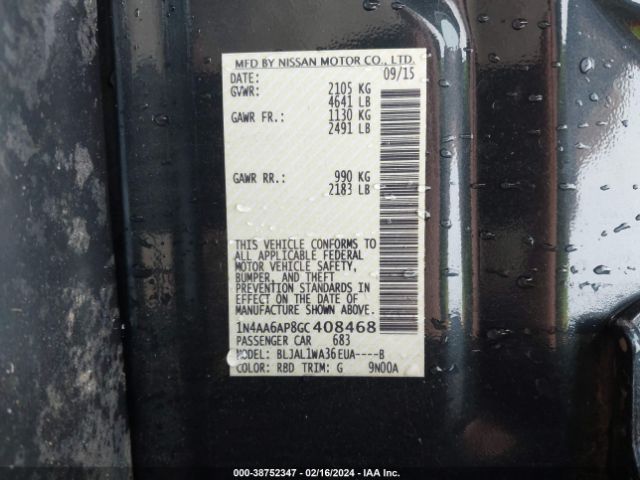 MFD BY NISSAN MOTOR CO., LTD.
DATE: 09/15
GVWR: 2105 KG
4641 LB
GAWR FR.: 1130 KG
2491 LB
GAWR RR.: 990 KG
2183 LB
THIS VEHICLE CONFORMS TO
ALL APPLICABLE FEDERAL
MOTOR VEHICLE SAFETY,
BUMPER, AND THEFT
PREVENTION STANDARDS IN
EFFECT ON THE DATE OF
MANUFACTURE SHOWN ABOVE.
1N4AA6AP8GC408468
PASSENGER CAR 683
MODEL: BLJAL1WA36EUA----B
COLOR: RBD TRIM: G 9N00A
000-38752347 - 02/16/2024 - IAA Inc.